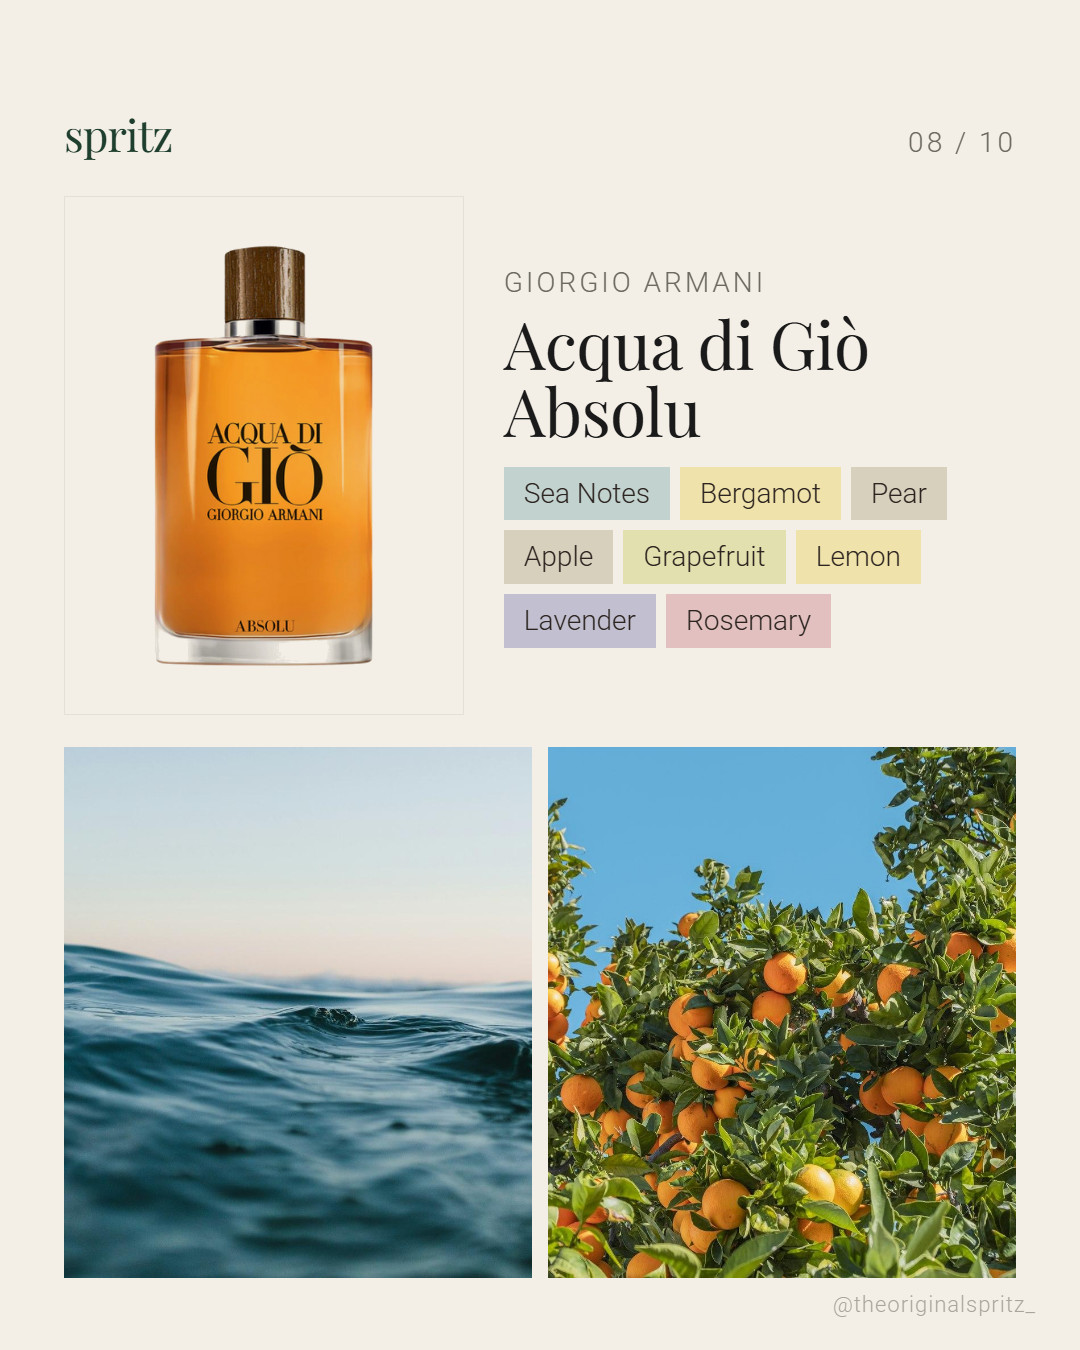 spritz
08 / 10
ACQUA DI
GIÒ
GIORGIO ARMANI
ABSOLU
GIORGIO ARMANI
Acqua di Giò
Absolu
Sea Notes
Bergamot
Pear
Apple
Grapefruit
Lemon
Lavender
Rosemary
@theoriginalspritz_